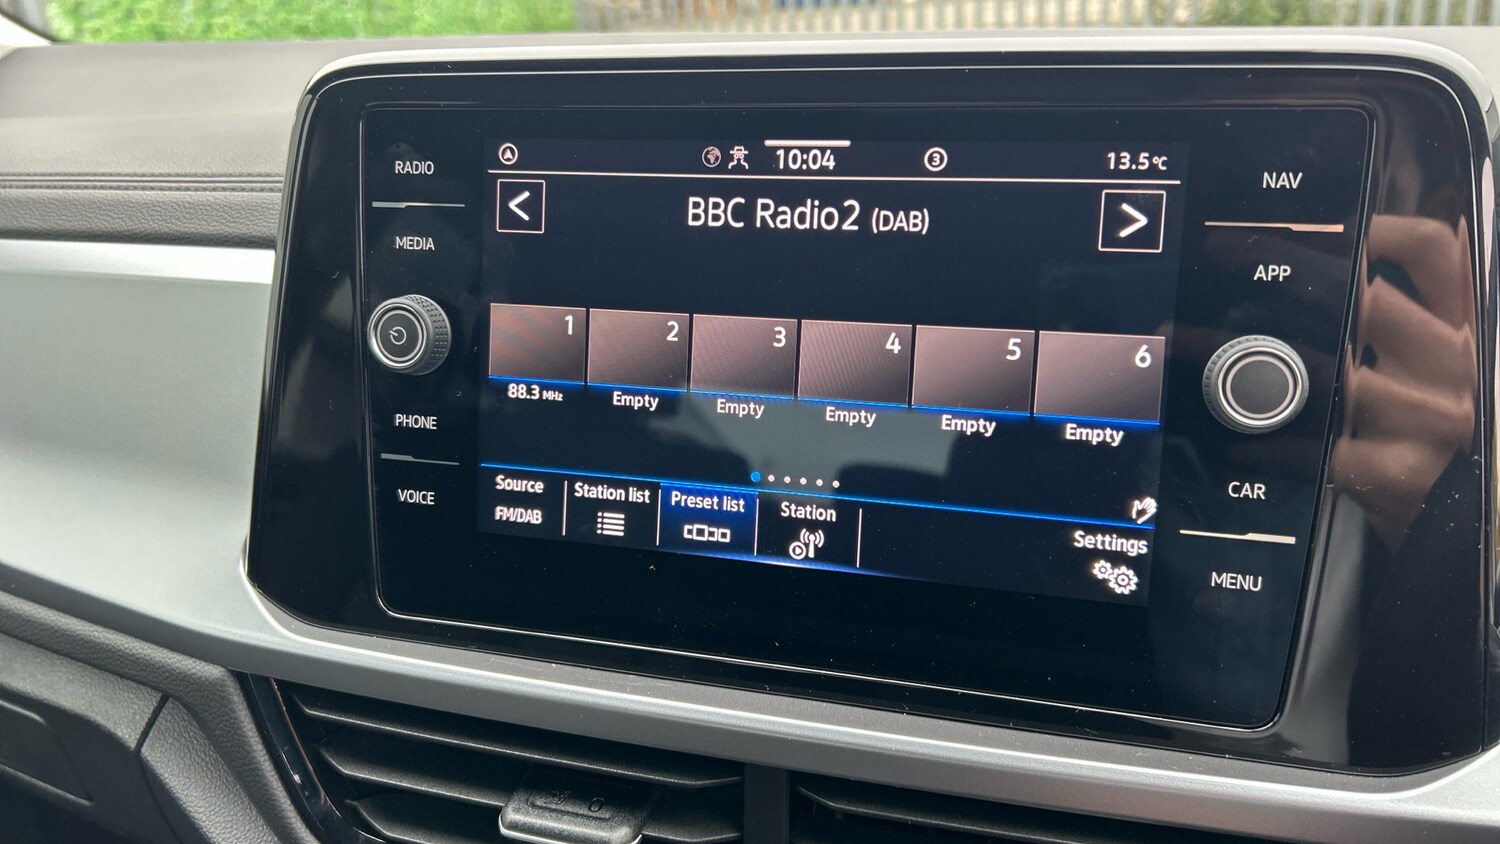 RADIO
MEDIA
PHONE
VOICE
10:04
3
13.5°C
<
BBC Radio2 (DAB)
>
1
2
3
4
5
6
88.3 MHz
Empty
Empty
Empty
Empty
Empty
Source
FM/DAB
Station list
Preset list
Station
Settings
NAV
APP
CAR
MENU